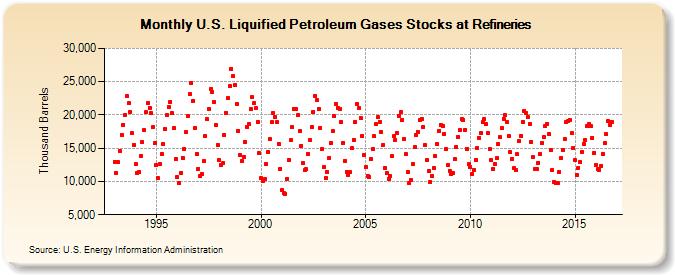 Monthly U.S. Liquified Petroleum Gases Stocks at Refineries
Thousand Barrels
30,000
25,000
20,000
15,000
10,000
5,000
1995 2000 2005 2010 2015
Source: U.S. Energy Information Administration